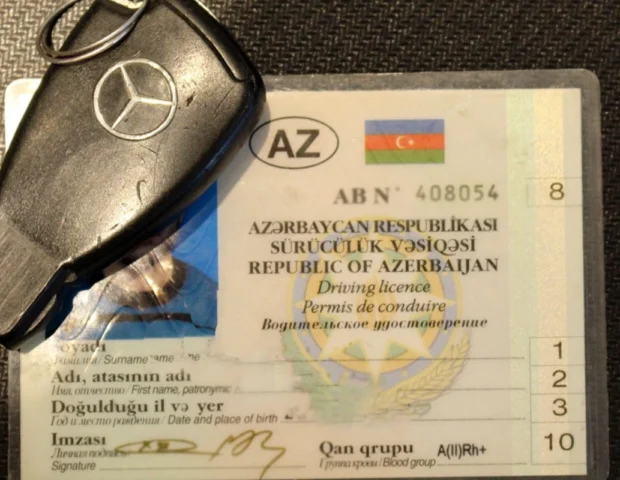 AZ
AB N° 408054
8
AZƏRBAYCAN RESPUBLİKASI
SÜRÜCÜLÜK VƏSİQƏSİ
REPUBLIC OF AZERBAIJAN
Driving licence
Permis de conduire
Водительское удостоверение
oyadı
Surname
1
Adı, atasının adı
Имя, отчество / First name, patronymic
2
Doğulduğu il və yer
Год и место рождения / Date and place of birth
3
İmzası
Личная подпись
Signature
Qan qrupu A(II)Rh+
Группа крови / Blood group
10